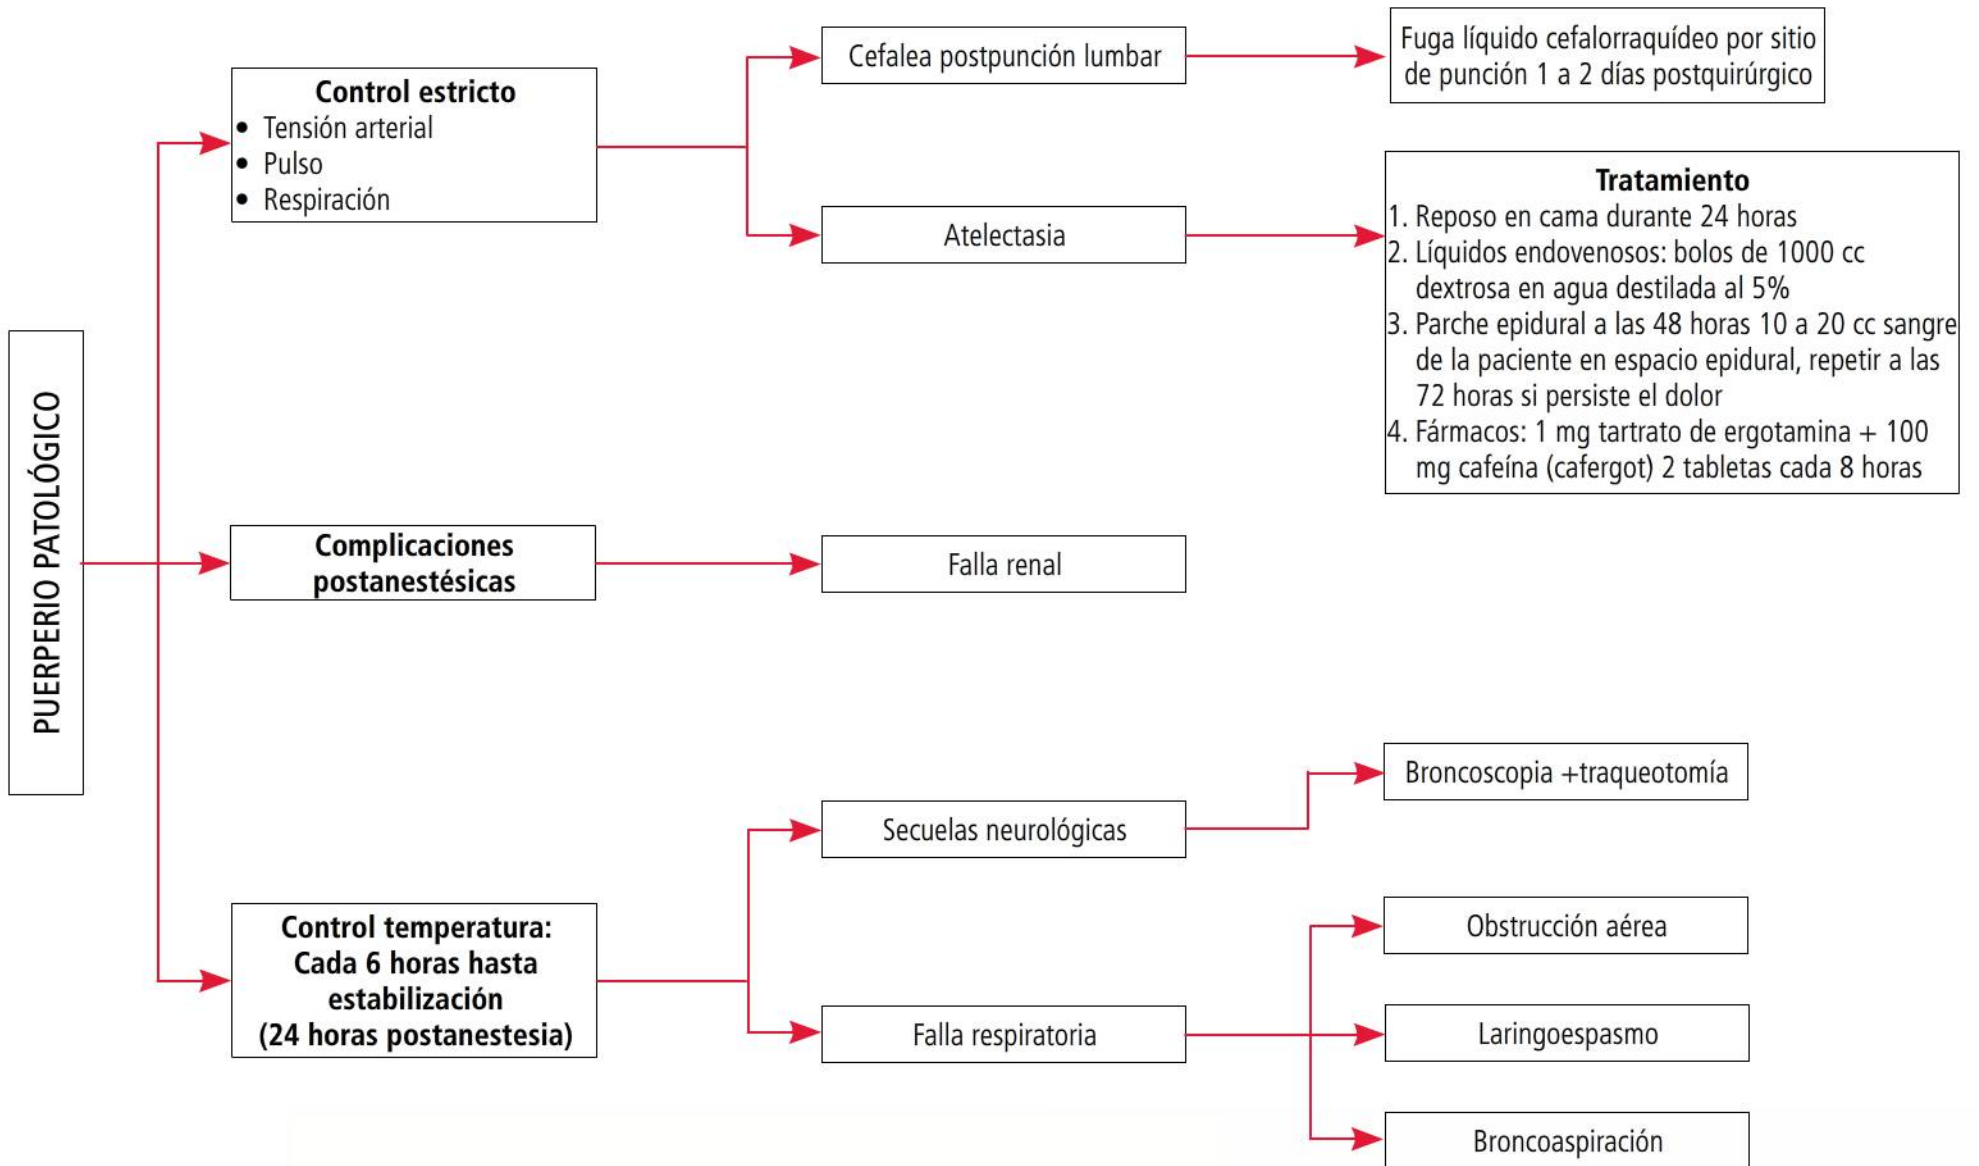 PUERPERIO PATOLÓGICO
Control estricto
• Tensión arterial
• Pulso
• Respiración
Cefalea postpunción lumbar
Fuga líquido cefalorraquídeo por sitio
de punción 1 a 2 días postquirúrgico
Atelectasia
Tratamiento
1. Reposo en cama durante 24 horas
2. Líquidos endovenosos: bolos de 1000 cc
dextrosa en agua destilada al 5%
3. Parche epidural a las 48 horas 10 a 20 cc sangre
de la paciente en espacio epidural, repetir a las
72 horas si persiste el dolor
4. Fármacos: 1 mg tartrato de ergotamina + 100
mg cafeína (cafergot) 2 tabletas cada 8 horas
Complicaciones
postanestésicas
Falla renal
Control temperatura:
Cada 6 horas hasta
estabilización
(24 horas postanestesia)
Secuelas neurológicas
Broncoscopia +traqueotomía
Falla respiratoria
Obstrucción aérea
Laringoespasmo
Broncoaspiración